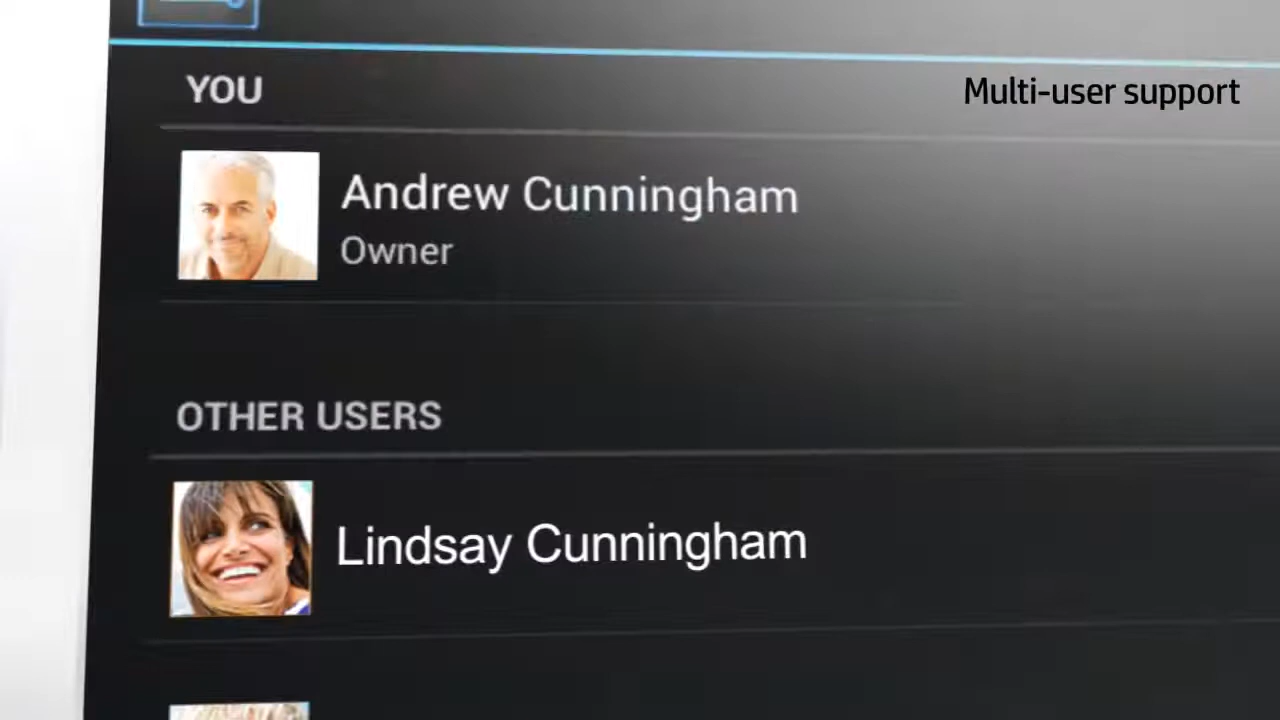 YOU
Multi-user support
Andrew Cunningham
Owner
OTHER USERS
Lindsay Cunningham